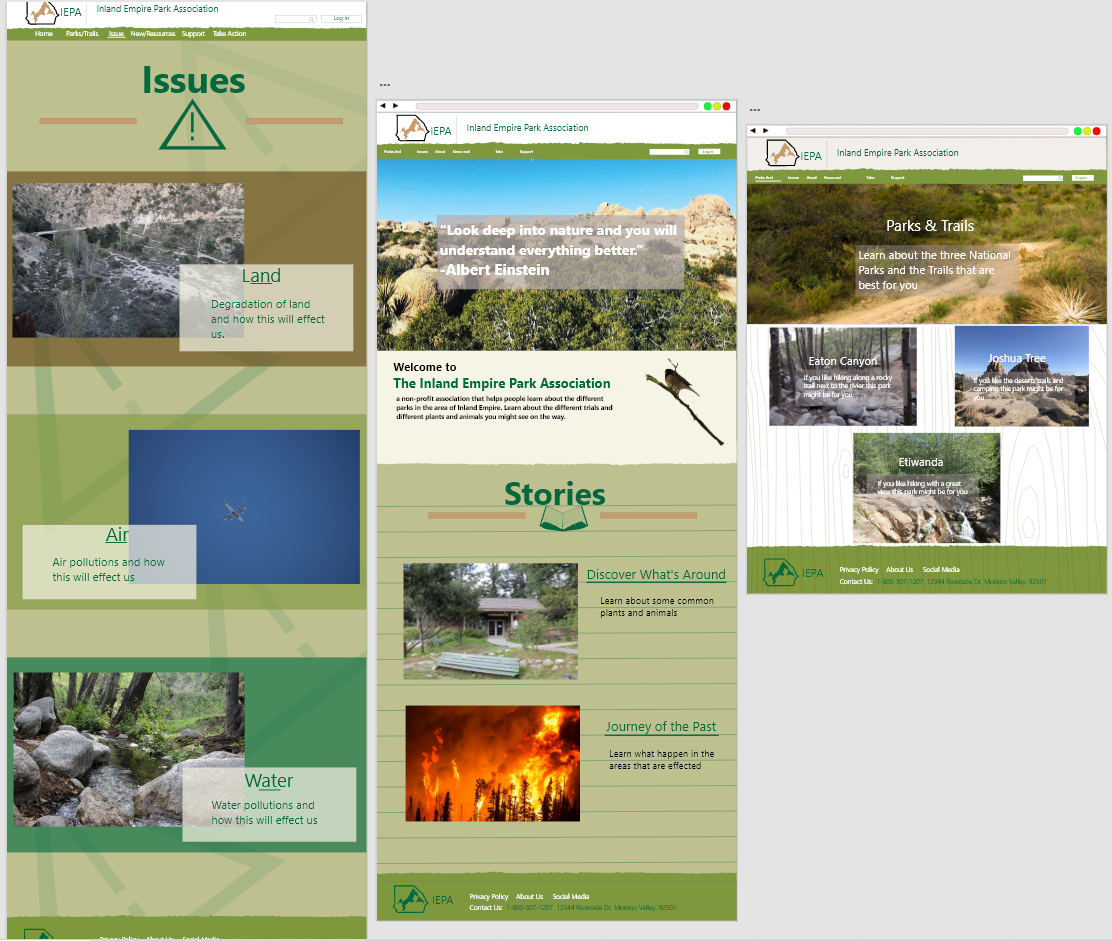 IEPA
Inland Empire Park Association
Log in
Home Parks/Trails Issue New/Resources Support Take Action
Issues
Land
Degradation of land
and how this will effect
us.
Air
Air pollutions and how
this will effect us
Water
Water pollutions and
how this will effect us
Privacy Policy About Us Social Media
...
IEPA
Inland Empire Park Association
Parks And Issues About News and Take Support Log in
“Look deep into nature and you will
understand everything better.”
-Albert Einstein
Welcome to
The Inland Empire Park Association
a non-profit association that helps people learn about the different
parks in the area of Inland Empire. Learn about the different trials and
different plants and animals you might see on the way.
Stories
Discover What's Around
Learn about some common
plants and animals
Journey of the Past
Learn what happen in the
areas that are effected
IEPA
Privacy Policy About Us Social Media
Contact Us: 1-800-307-1207 12344 Riverside Dr, Moreno Valley, 92501
...
IEPA
Inland Empire Park Association
Parks And Issues About News and Take Support Log in
Parks & Trails
Learn about the three National
Parks and the Trails that are
best for you
Eaton Canyon
If you like hiking along a rocky
trail next to the rivier this park
might be for you.
Joshua Tree
If you like the deserts trails and
camping this park might be for
you
Etiwanda
If you like hiking with a great
view this park might be for you
IEPA
Privacy Policy About Us Social Media
Contact Us: 1-800-307-1207 12344 Riverside Dr, Moreno Valley, 92501